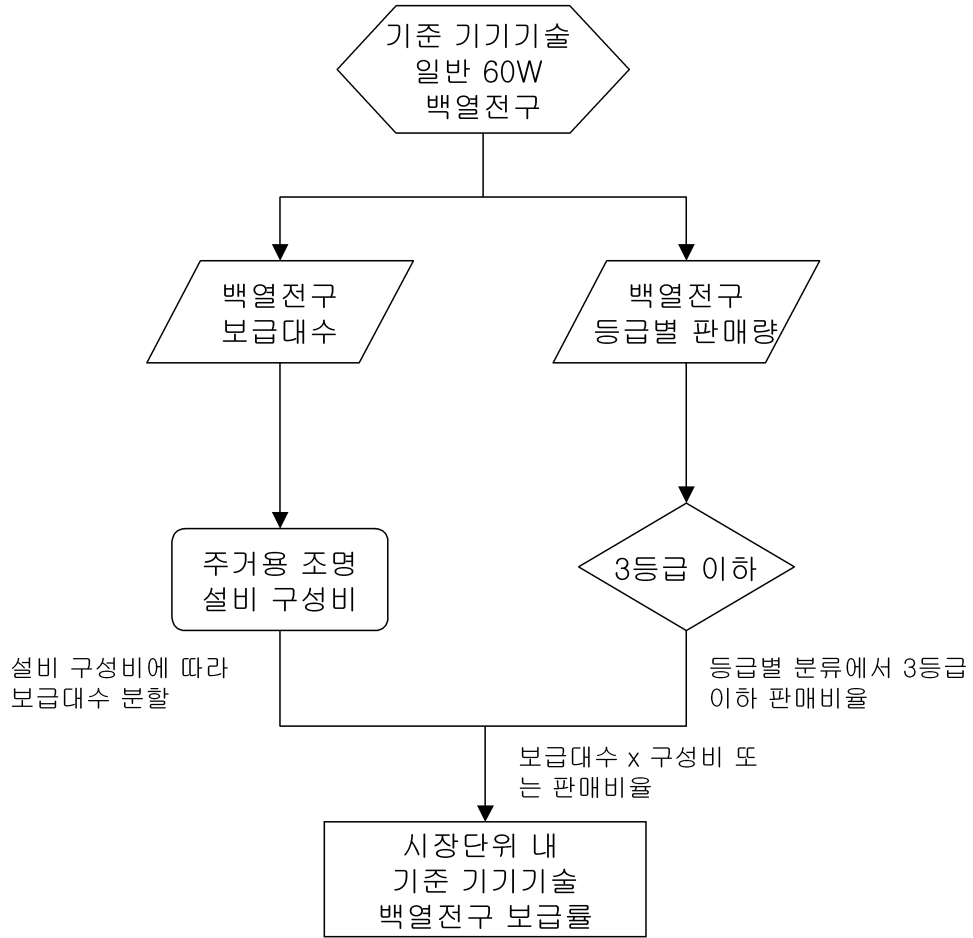 기준 기기기술
일반 60W
백열전구
백열전구
보급대수
백열전구
등급별 판매량
주거용 조명
설비 구성비
3등급 이하
설비 구성비에 따라
보급대수 분할
등급별 분류에서 3등급
이하 판매비율
보급대수 x 구성비 또
는 판매비율
시장단위 내
기준 기기기술
백열전구 보급률